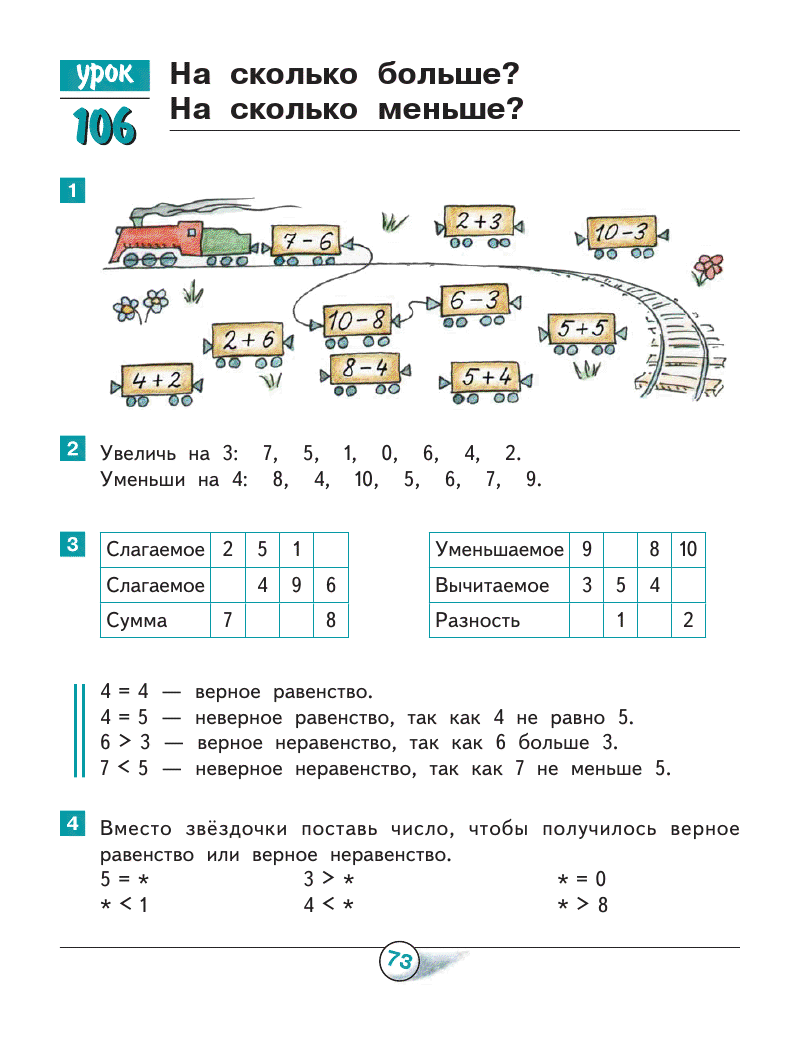 урок
106
На сколько больше?
На сколько меньше?
1
7 – 6
2 + 3
10 – 3
6 – 3
10 – 8
5 + 5
2 + 6
8 – 4
4 + 2
5 + 4
2
Увеличь на 3: 7, 5, 1, 0, 6, 4, 2.
Уменьши на 4: 8, 4, 10, 5, 6, 7, 9.
3
Слагаемое 2 5 1
Слагаемое 4 9 6
Сумма 7 8
Уменьшаемое 9 8 10
Вычитаемое 3 5 4
Разность 1 2
4 = 4 — верное равенство.
4 = 5 — неверное равенство, так как 4 не равно 5.
6 > 3 — верное неравенство, так как 6 больше 3.
7 < 5 — неверное неравенство, так как 7 не меньше 5.
4
Вместо звёздочки поставь число, чтобы получилось верное
равенство или верное неравенство.
5 = * 3 > * * = 0
* < 1 4 < * * > 8
73